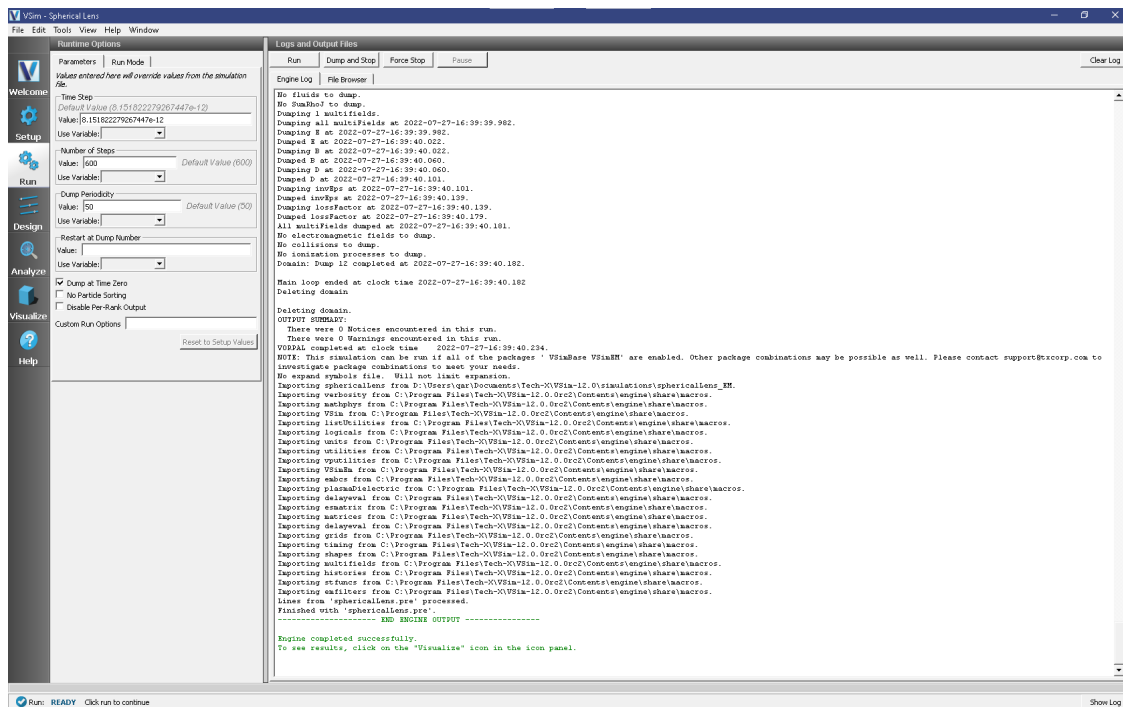 VSim - Spherical Lens
File Edit Tools View Help Window
Runtime Options
Logs and Output Files
Welcome
Setup
Run
Design
Analyze
Visualize
Help
Parameters Run Mode
Values entered here will override values from the simulation
file.
Time Step
Default Value (8.151822279267447e-12)
Value: 8.151822279267447e-12
Use Variable:
Number of Steps
Value: 600 Default Value (600)
Use Variable:
Dump Periodicity
Value: 50 Default Value (50)
Use Variable:
Restart at Dump Number
Value:
Use Variable:
Dump at Time Zero
No Particle Sorting
Disable Per-Rank Output
Custom Run Options
Reset to Setup Values
Run Dump and Stop Force Stop Pause Clear Log
Engine Log File Browser
No fluids to dump.
No SumRhoJ to dump.
Dumping 1 multifields.
Dumping all multiFields at 2022-07-27-16:39:39.982.
Dumping E at 2022-07-27-16:39:39.982.
Dumped E at 2022-07-27-16:39:40.022.
Dumping B at 2022-07-27-16:39:40.022.
Dumped B at 2022-07-27-16:39:40.060.
Dumping D at 2022-07-27-16:39:40.060.
Dumped D at 2022-07-27-16:39:40.101.
Dumping invEps at 2022-07-27-16:39:40.101.
Dumped invEps at 2022-07-27-16:39:40.139.
Dumping lossFactor at 2022-07-27-16:39:40.139.
Dumped lossFactor at 2022-07-27-16:39:40.179.
All multiFields dumped at 2022-07-27-16:39:40.181.
No electromagnetic fields to dump.
No collisions to dump.
No ionization processes to dump.
Domain: Dump 12 completed at 2022-07-27-16:39:40.182.
Main loop ended at clock time 2022-07-27-16:39:40.182
Deleting domain
Deleting domain.
OUTPUT SUMMARY:
There were 0 Notices encountered in this run.
There were 0 Warnings encountered in this run.
VORPAL completed at clock time 2022-07-27-16:39:40.234.
NOTE: This simulation can be run if all of the packages ' VSimBase VSimEM' are enabled. Other package combinations may be possible as well. Please contact support@txcorp.com to
investigate package combinations to meet your needs.
No expand symbols file. Will not limit expansion.
Importing sphericalLens from D:\Users\qar\Documents\Tech-X\VSim-12.0\simulations\sphericalLens_EM.
Importing verbosity from C:\Program Files\Tech-X\VSim-12.0.0rc2\Contents\engine\share\macros.
Importing mathphys from C:\Program Files\Tech-X\VSim-12.0.0rc2\Contents\engine\share\macros.
Importing VSim from C:\Program Files\Tech-X\VSim-12.0.0rc2\Contents\engine\share\macros.
Importing listUtilities from C:\Program Files\Tech-X\VSim-12.0.0rc2\Contents\engine\share\macros.
Importing logicals from C:\Program Files\Tech-X\VSim-12.0.0rc2\Contents\engine\share\macros.
Importing units from C:\Program Files\Tech-X\VSim-12.0.0rc2\Contents\engine\share\macros.
Importing utilities from C:\Program Files\Tech-X\VSim-12.0.0rc2\Contents\engine\share\macros.
Importing vputilities from C:\Program Files\Tech-X\VSim-12.0.0rc2\Contents\engine\share\macros.
Importing VSimEm from C:\Program Files\Tech-X\VSim-12.0.0rc2\Contents\engine\share\macros.
Importing embcs from C:\Program Files\Tech-X\VSim-12.0.0rc2\Contents\engine\share\macros.
Importing plasmaDielectric from C:\Program Files\Tech-X\VSim-12.0.0rc2\Contents\engine\share\macros.
Importing delayeval from C:\Program Files\Tech-X\VSim-12.0.0rc2\Contents\engine\share\macros.
Importing esmatrix from C:\Program Files\Tech-X\VSim-12.0.0rc2\Contents\engine\share\macros.
Importing matrices from C:\Program Files\Tech-X\VSim-12.0.0rc2\Contents\engine\share\macros.
Importing delayeval from C:\Program Files\Tech-X\VSim-12.0.0rc2\Contents\engine\share\macros.
Importing grids from C:\Program Files\Tech-X\VSim-12.0.0rc2\Contents\engine\share\macros.
Importing timing from C:\Program Files\Tech-X\VSim-12.0.0rc2\Contents\engine\share\macros.
Importing shapes from C:\Program Files\Tech-X\VSim-12.0.0rc2\Contents\engine\share\macros.
Importing multifields from C:\Program Files\Tech-X\VSim-12.0.0rc2\Contents\engine\share\macros.
Importing histories from C:\Program Files\Tech-X\VSim-12.0.0rc2\Contents\engine\share\macros.
Importing stfuncs from C:\Program Files\Tech-X\VSim-12.0.0rc2\Contents\engine\share\macros.
Importing emfilters from C:\Program Files\Tech-X\VSim-12.0.0rc2\Contents\engine\share\macros.
Lines from 'sphericalLens.pre' processed.
Finished with 'sphericalLens.pre'.
--------------------- END ENGINE OUTPUT ----------------
Engine completed successfully.
To see results, click on the "Visualize" icon in the icon panel.
Run: READY Click run to continue
Show Log